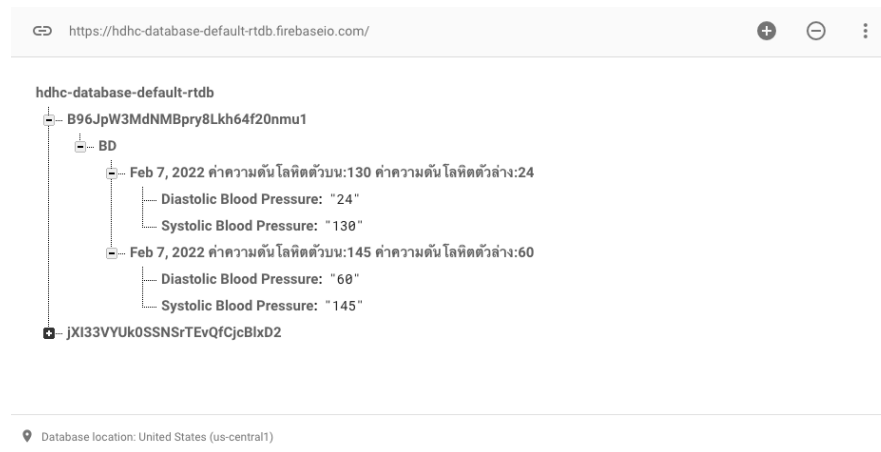 https://hdhc-database-default-rtdb.firebaseio.com/
hdhc-database-default-rtdb
B96JpW3MdNMBpry8Lkh64f20nmu1
BD
Feb 7, 2022 ค่าความดันโลหิตตัวบน:130 ค่าความดันโลหิตตัวล่าง:24
Diastolic Blood Pressure: "24"
Systolic Blood Pressure: "130"
Feb 7, 2022 ค่าความดันโลหิตตัวบน:145 ค่าความดันโลหิตตัวล่าง:60
Diastolic Blood Pressure: "60"
Systolic Blood Pressure: "145"
jXI33VYUk0SSNSrTEvQfCjcBlxD2
Database location: United States (us-central1)